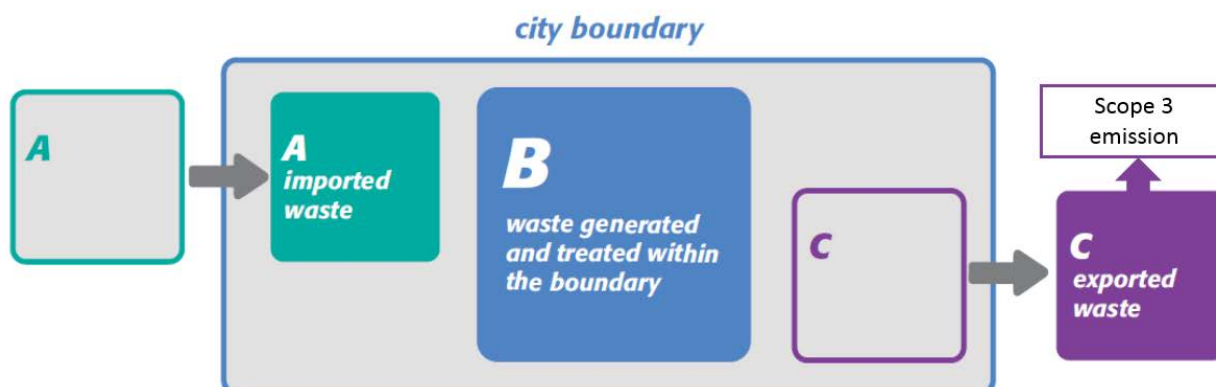 city boundary
A
A
imported
waste
B
waste generated
and treated within
the boundary
C
Scope 3
emission
C
exported
waste